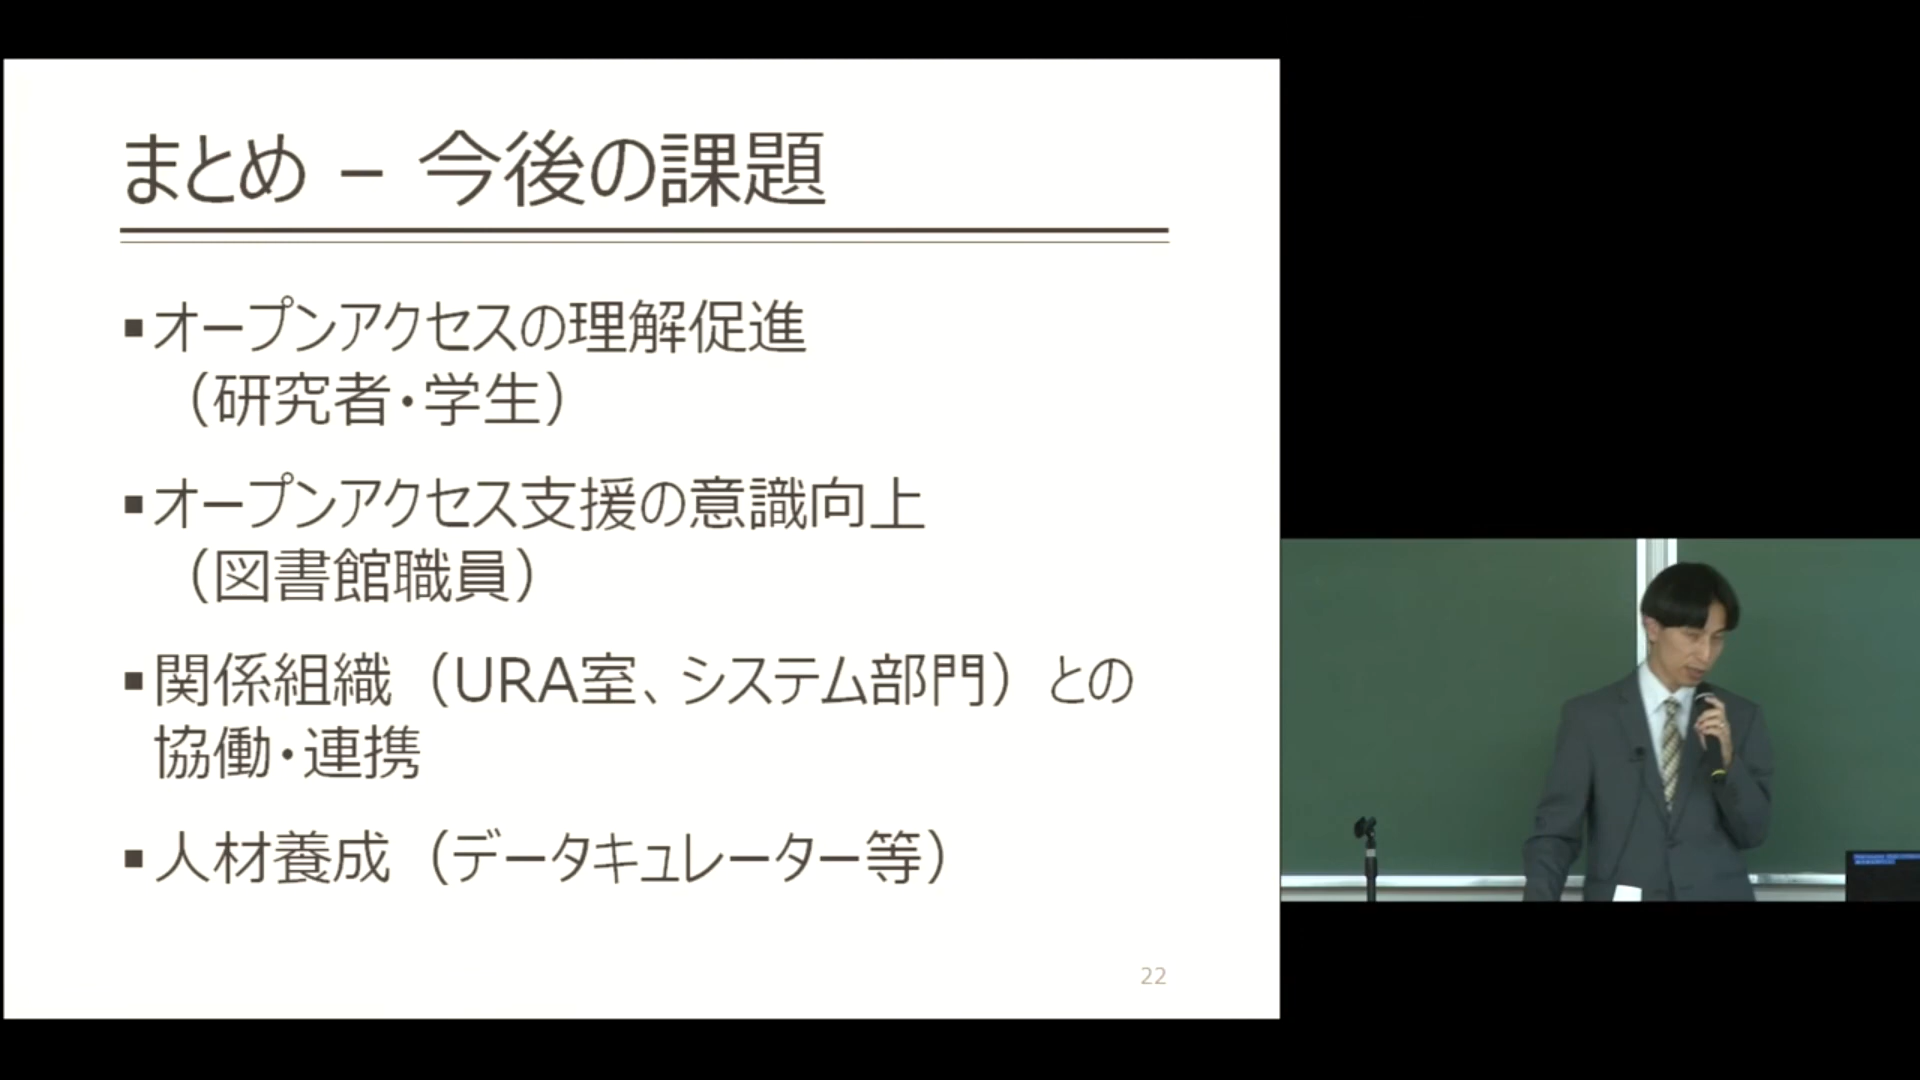 まとめ – 今後の課題
▪オープンアクセスの理解促進
（研究者・学生）
▪オープンアクセス支援の意識向上
（図書館職員）
▪関係組織（URA室、システム部門）との
協働・連携
▪人材養成（データキュレーター等）
22